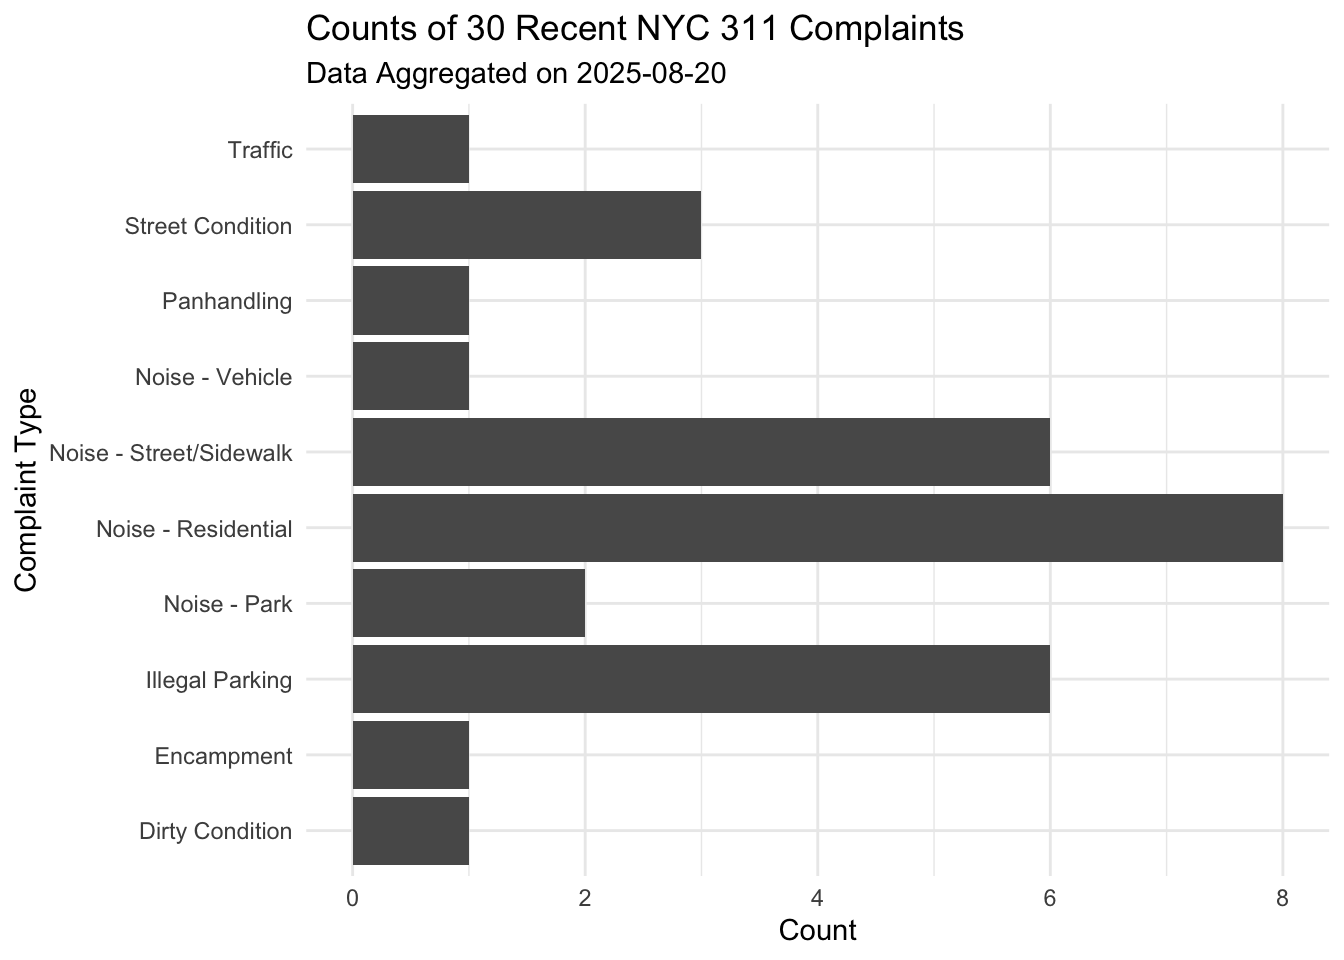 Counts of 30 Recent NYC 311 Complaints
Data Aggregated on 2025-08-20
Complaint Type
Traffic
Street Condition
Panhandling
Noise - Vehicle
Noise - Street/Sidewalk
Noise - Residential
Noise - Park
Illegal Parking
Encampment
Dirty Condition
0 2 4 6 8
Count